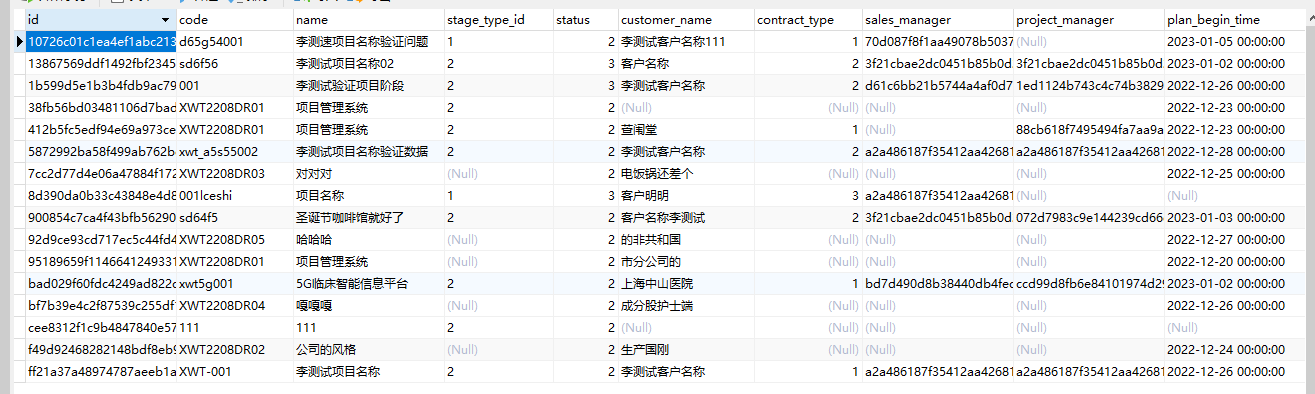 id code name stage_type_id status customer_name contract_type sales_manager project_manager plan_begin_time
10726c01c1ea4ef1abc213 d65g54001 李测速项目名称验证问题 1 2 李测试客户名称111 1 70d087f8f1aa49078b5037 (Null) 2023-01-05 00:00:00
13867569ddf1492fbf2345 sd6f56 李测试项目名称02 2 3 客户名称 2 3f21cbae2dc0451b85b0d. 3f21cbae2dc0451b85b0d. 2023-01-02 00:00:00
1b599d5e1b3b4fdb9ac79 001 李测试验证项目阶段 2 3 李测试客户名称 2 d61c6bb21b5744a4af0d7 1ed1124b743c4c74b3829 2022-12-26 00:00:00
38fb56bd03481106d7bad XWT2208DR01 项目管理系统 2 2 (Null) (Null) (Null) (Null) 2022-12-23 00:00:00
412b5fc5edf94e69a973ce XWT2208DR01 项目管理系统 2 2 萱闱堂 1 (Null) 88cb618f7495494fa7aa9a 2022-12-23 00:00:00
5872992ba58f499ab762b xwt_a5s55002 李测试项目名称验证数据 2 2 李测试客户名称 2 a2a486187f35412aa42681 a2a486187f35412aa42681 2022-12-28 00:00:00
7cc2d77d4e06a47884f172 XWT2208DR03 对对对 (Null) 2 电饭锅还差个 (Null) (Null) (Null) 2022-12-25 00:00:00
8d390da0b33c43848e4d8 001lceshi 项目名称 1 3 客户明明 3 a2a486187f35412aa42681 (Null) (Null)
900854c7ca4f43bfb56290 sd64f5 圣诞节咖啡馆就好了 2 2 客户名称李测试 2 3f21cbae2dc0451b85b0d. 072d7983c9e144239cd66 2023-01-03 00:00:00
92d9ce93cd717ec5c44fd4 XWT2208DR05 哈哈哈 (Null) 2 的非共和国 (Null) (Null) (Null) 2022-12-27 00:00:00
95189659f1146641249331 XWT2208DR01 项目管理系统 (Null) 2 市分公司的 (Null) (Null) (Null) 2022-12-20 00:00:00
bad029f60fdc4249ad822c xwt5g001 5G临床智能信息平台 2 2 上海中山医院 1 bd7d490d8b38440db4fec ccd99d8fb6e84101974d29 2023-01-02 00:00:00
bf7b39e4c2f87539c255df XWT2208DR04 嘎嘎嘎 (Null) 2 成分股护士端 (Null) (Null) (Null) 2022-12-26 00:00:00
cee8312f1c9b4847840e57 111 111 2 2 (Null) (Null) (Null) (Null) (Null)
f49d92468282148bdf8eb9 XWT2208DR02 公司的风格 (Null) 2 生产国刚 (Null) (Null) (Null) 2022-12-24 00:00:00
ff21a37a48974787aeeb1a XWT-001 李测试项目名称 2 2 李测试客户名称 1 a2a486187f35412aa42681 a2a486187f35412aa42681 2022-12-26 00:00:00